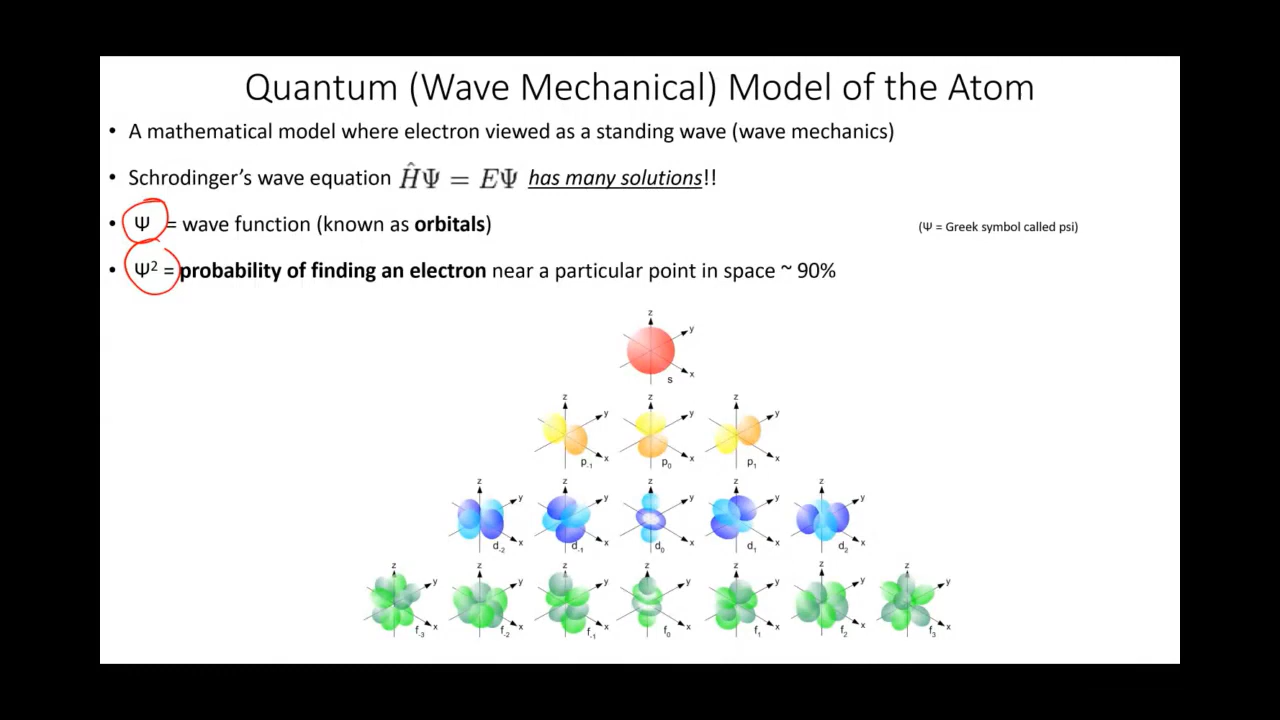 Quantum (Wave Mechanical) Model of the Atom
• A mathematical model where electron viewed as a standing wave (wave mechanics)
• Schrodinger's wave equation ĤΨ = EΨ has many solutions!!
• Ψ = wave function (known as orbitals) (Ψ = Greek symbol called psi)
• Ψ² = probability of finding an electron near a particular point in space ~ 90%
z y x s
z y x p₋₁ z y x p₀ z y x p₁
z y x d₋₂ z y x d₋₁ z y x d₀ z y x d₁ z y x d₂
z y x f₋₃ z y x f₋₂ z y x f₋₁ z y x f₀ z y x f₁ z y x f₂ z y x f₃